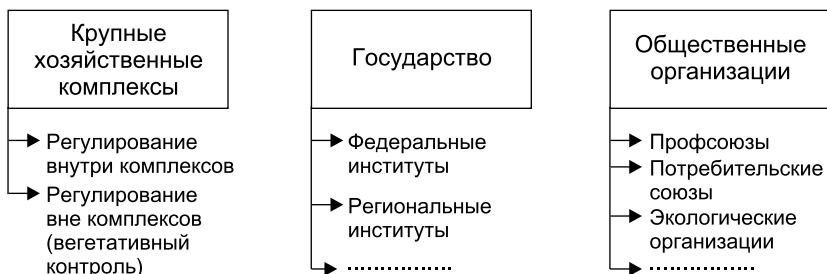 Крупные
хозяйственные
комплексы
Регулирование
внутри комплексов
Регулирование
вне комплексов
(вегетативный
контроль)
Государство
Федеральные
институты
Региональные
институты
..................
Общественные
организации
Профсоюзы
Потребительские
союзы
Экологические
организации
..................